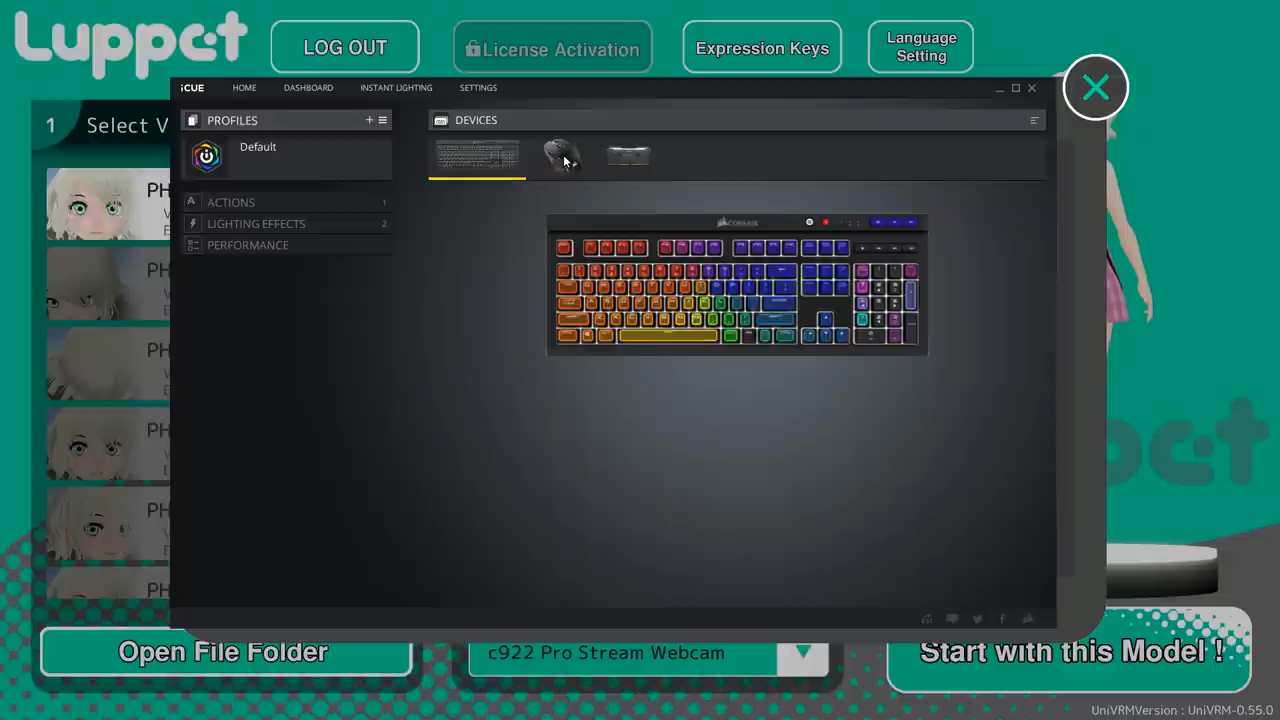 Luppet
LOG OUT
License Activation
Expression Keys
Language
Setting
iCUE
HOME
DASHBOARD
INSTANT LIGHTING
SETTINGS
1
Select V
PROFILES
DEVICES
Default
ACTIONS
1
LIGHTING EFFECTS
2
PERFORMANCE
CORSAIR
PH
PH
PH
PH
PH
PH
Open File Folder
c922 Pro Stream Webcam
Start with this Model !
UniVRMVersion : UniVRM-0.55.0